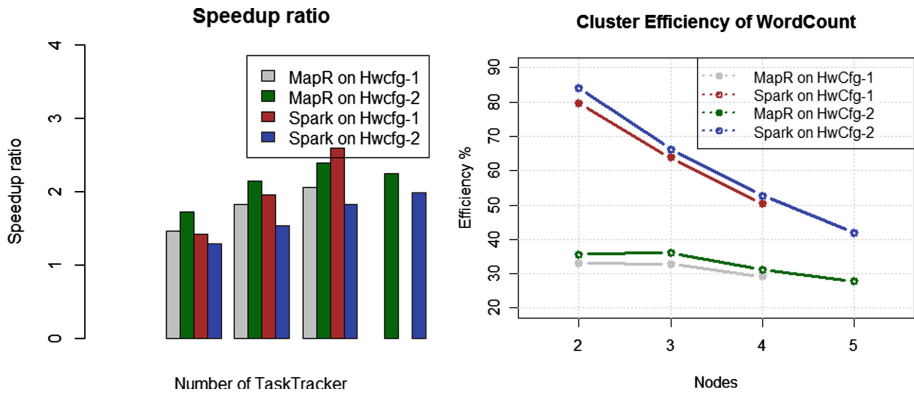 Speedup ratio
4
3
2
1
0
Speedup ratio
MapR on Hwcfg-1
MapR on Hwcfg-2
Spark on Hwcfg-1
Spark on Hwcfg-2
Number of TaskTracker
Cluster Efficiency of WordCount
90
80
70
60
50
40
30
20
Efficiency %
MapR on HwCfg-1
Spark on HwCfg-1
MapR on HwCfg-2
Spark on HwCfg-2
2 3 4 5
Nodes